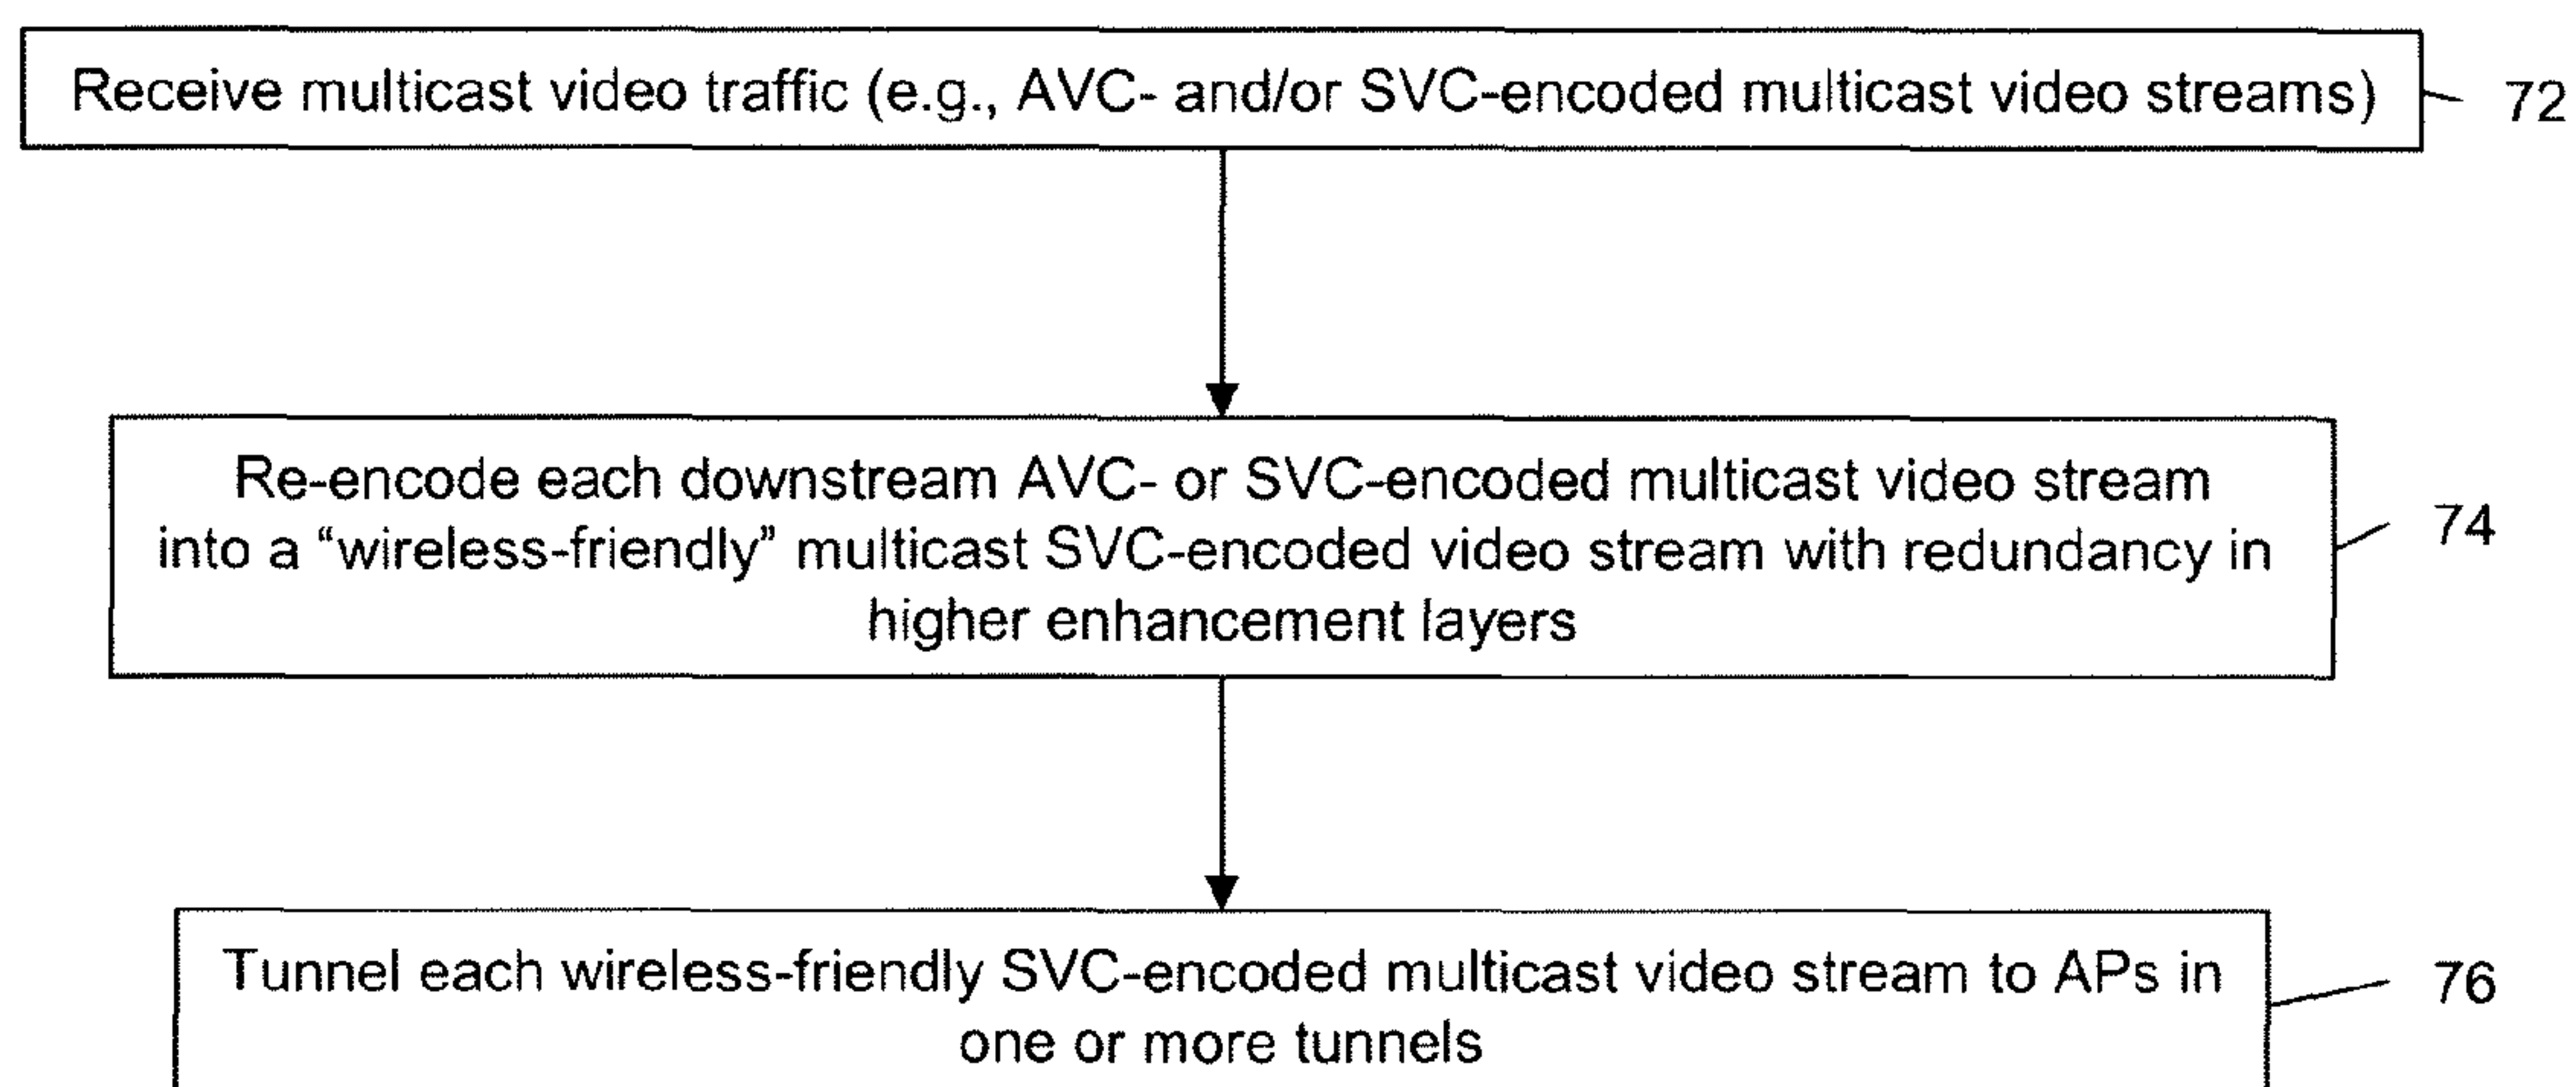 Receive multicast video traffic (e.g., AVC- and/or SVC-encoded multicast video streams)
72
Re-encode each downstream AVC- or SVC-encoded multicast video stream
into a “wireless-friendly” multicast SVC-encoded video stream with redundancy in
higher enhancement layers
74
Tunnel each wireless-friendly SVC-encoded multicast video stream to APs in
one or more tunnels
76